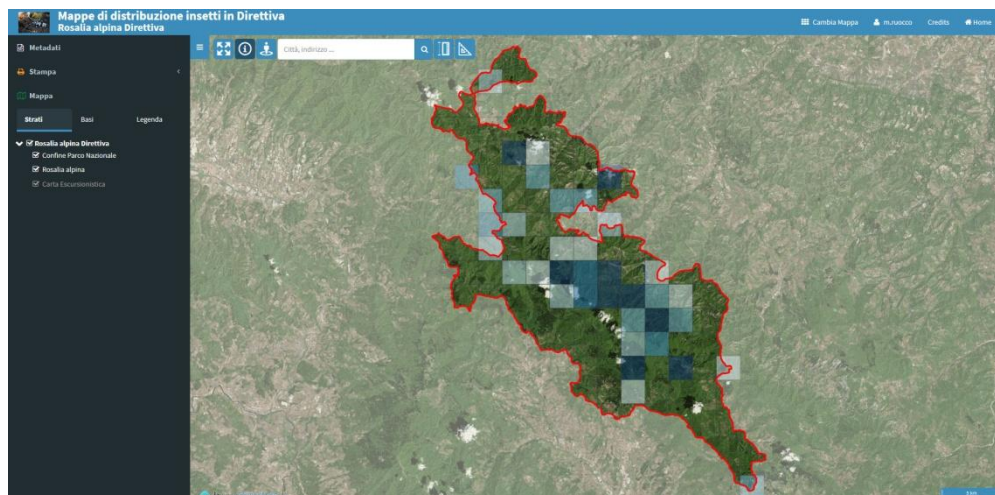 Mappe di distribuzione insetti in Direttiva
Rosalia alpina Direttiva
Cambia Mappa
m.ruocco
Credits
Home
Metadati
Stampa
Mappa
Strati
Basi
Legenda
Rosalia alpina Direttiva
Confine Parco Nazionale
Rosalia alpina
Carta Escursionistica
Città, indirizzo ...